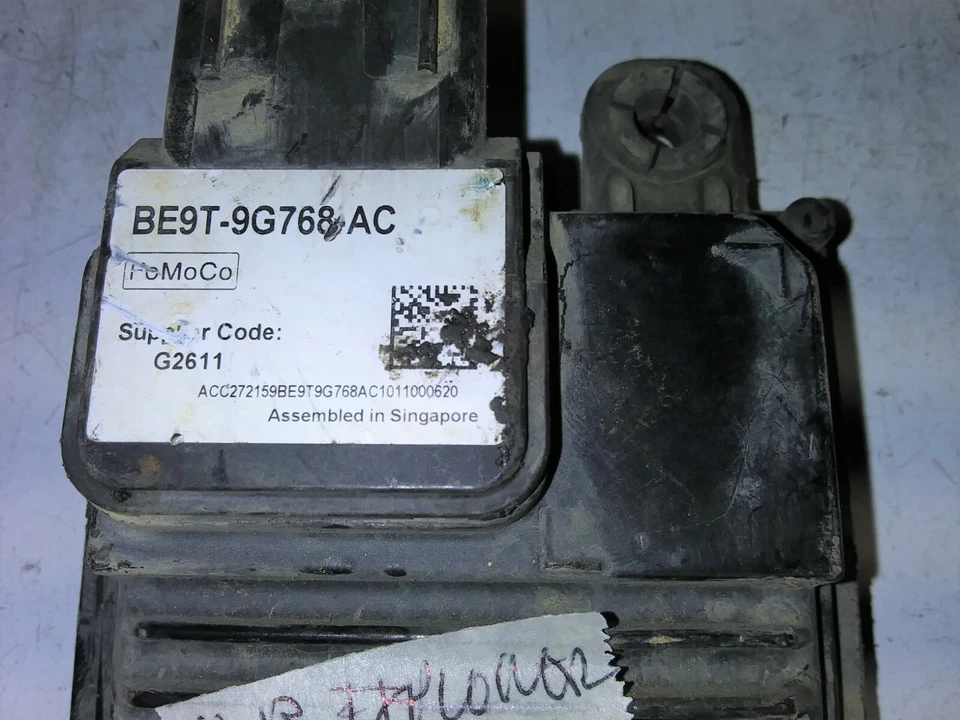 BE9T-9G768-AC
FoMoCo
Supplier Code:
G2611
ACC272159BE9T9G768AC1011000620
Assembled in Singapore